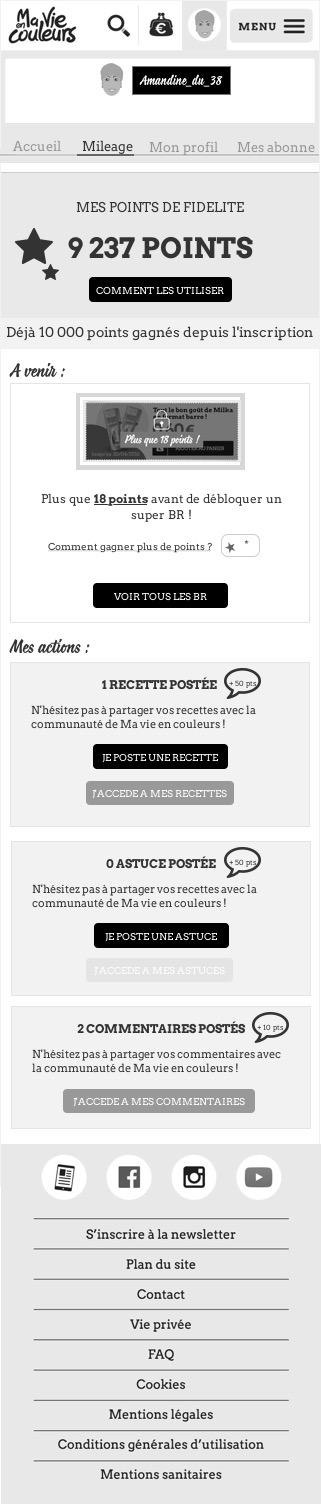 Ma Vie
en
couleurs
MENU
Amandine_du_38
Accueil Mileage Mon profil Mes abonne
MES POINTS DE FIDELITE
9 237 POINTS
COMMENT LES UTILISER
Déjà 10 000 points gagnés depuis l'inscription
A venir :
le bon goût de Milka
Plus que 18 points !
Plus que 18 points avant de débloquer un
super BR !
Comment gagner plus de points ? *
VOIR TOUS LES BR
Mes actions :
1 RECETTE POSTÉE + 50 pts
N'hésitez pas à partager vos recettes avec la
communauté de Ma vie en couleurs !
JE POSTE UNE RECETTE
J'ACCEDE A MES RECETTES
0 ASTUCE POSTÉE + 50 pts
N'hésitez pas à partager vos recettes avec la
communauté de Ma vie en couleurs !
JE POSTE UNE ASTUCE
J'ACCEDE A MES ASTUCES
2 COMMENTAIRES POSTÉS + 10 pts
N'hésitez pas à partager vos commentaires avec
la communauté de Ma vie en couleurs !
J'ACCEDE A MES COMMENTAIRES
S'inscrire à la newsletter
Plan du site
Contact
Vie privée
FAQ
Cookies
Mentions légales
Conditions générales d'utilisation
Mentions sanitaires